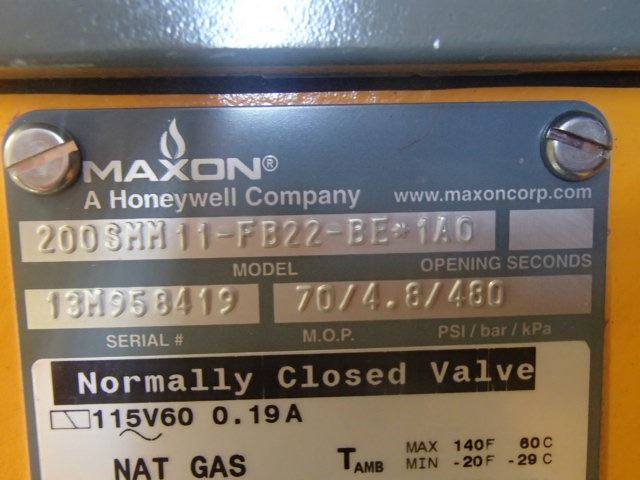 MAXON®
A Honeywell Company www.maxoncorp.com
200SMM11-FB22-BE*1A0
MODEL OPENING SECONDS
13M958419 70/4.8/480
SERIAL # M.O.P. PSI / bar / kPa
Normally Closed Valve
115V60 0.19A
NAT GAS TAMB MAX 140F 60C
MIN -20F -29C